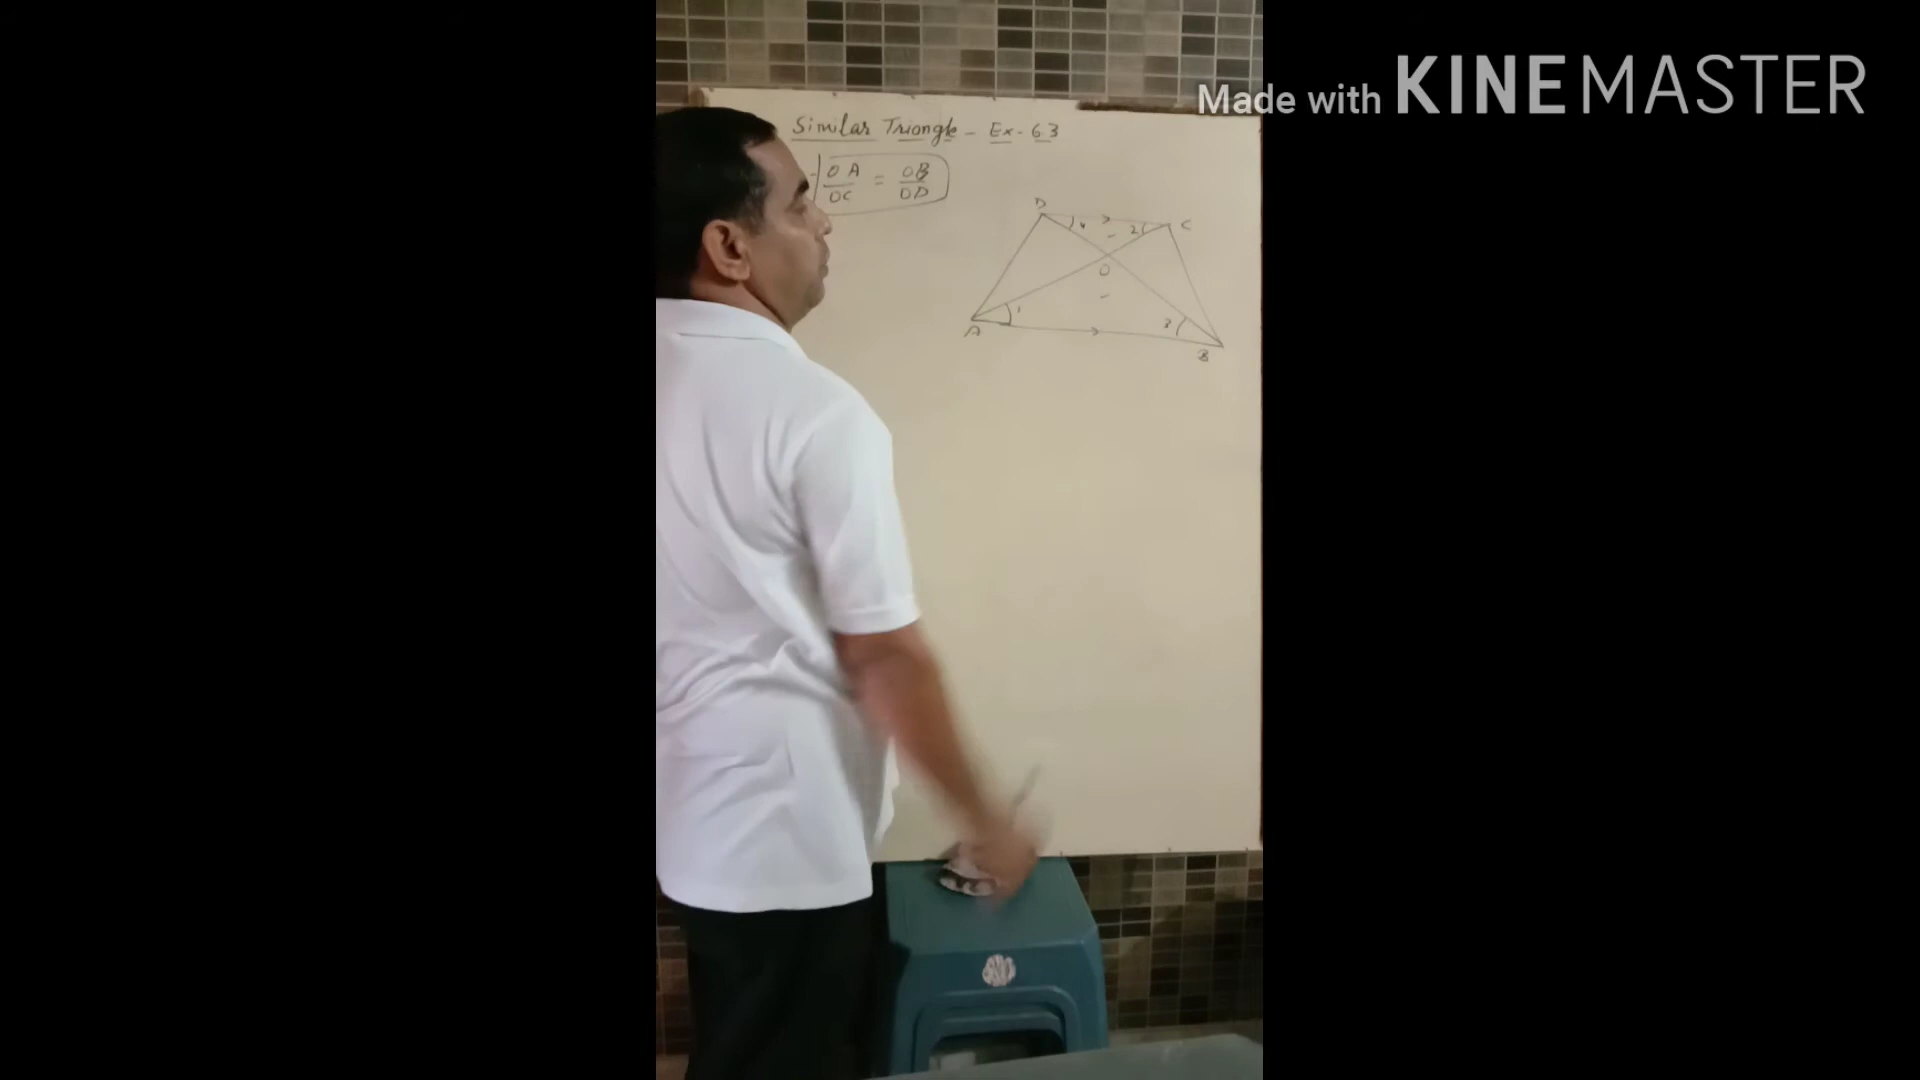 Made with KINEMASTER
Similar Triangle - Ex - 6.3
OA/OC = OB/OD
D 4 2 C
O
A 1 3 B